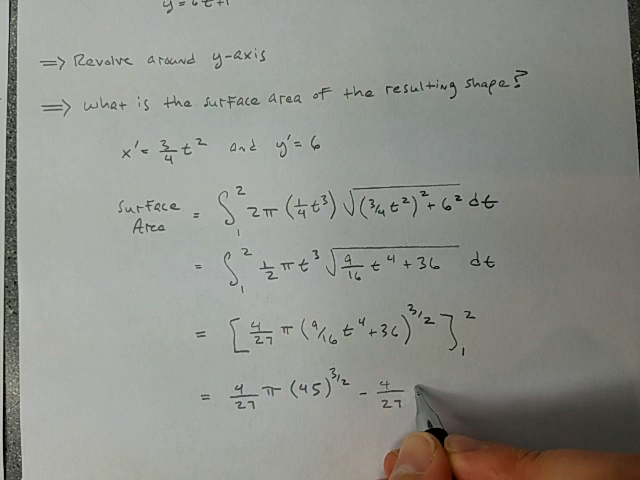 y=6t+1
⇒ Revolve around y-axis
⇒ What is the surface area of the resulting shape?
x' = 3/4 t² and y' = 6
Surface Area = ∫₁² 2π (1/4 t³) √((3/4 t²)² + 6²) dt
= ∫₁² 1/2 π t³ √(9/16 t⁴ + 36) dt
= [4/27 π (9/16 t⁴ + 36)^(3/2)]₁²
= 4/27 π (45)^(3/2) - 4/27